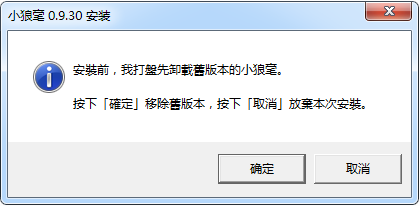 小狼毫 0.9.30 安裝
安裝前，我打盤先卸載舊版本的小狼毫。
按下「確定」移除舊版本，按下「取消」放棄本次安裝。
确定
取消